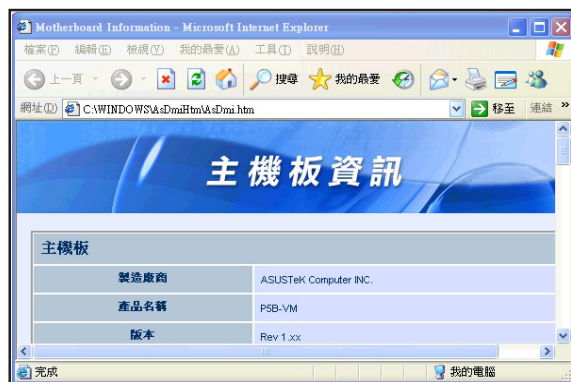 Motherboard Information - Microsoft Internet Explorer
檔案(F) 編輯(E) 檢視(V) 我的最愛(A) 工具(T) 說明(H)
上一頁 搜尋 我的最愛
網址(D) C:\WINDOWS\AsDmiHtm\AsDmi.htm 移至 連結 »
主機板資訊
主機板
製造廠商 ASUSTeK Computer INC.
產品名稱 P5B-VM
版本 Rev 1.xx
完成 我的電腦